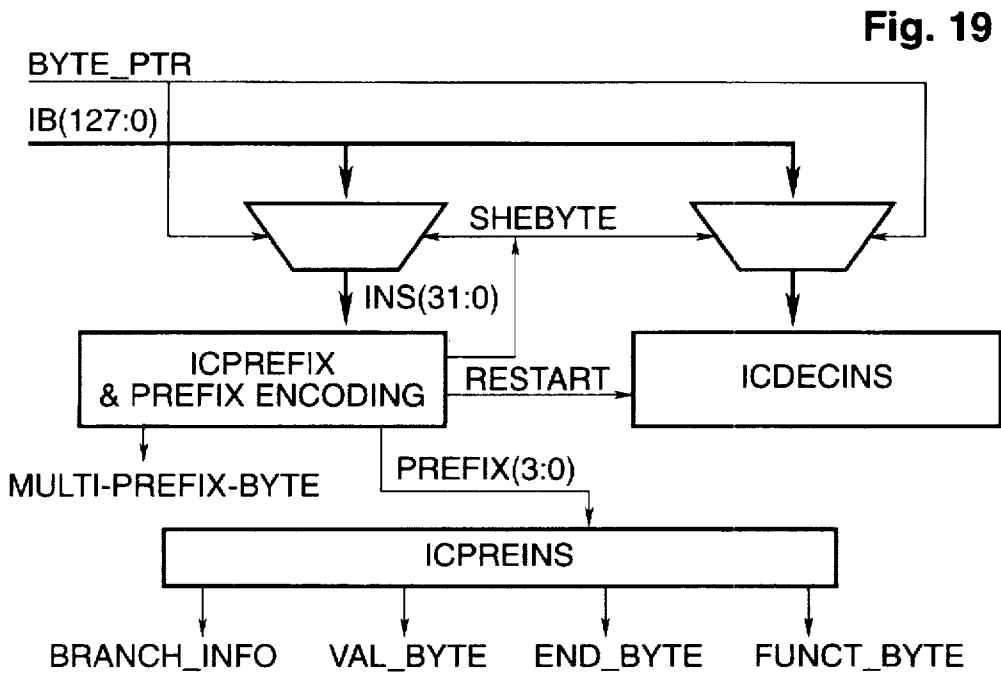 Fig. 19
BYTE_PTR
IB(127:0)
SHEBYTE
INS(31:0)
ICPREFIX
& PREFIX ENCODING
RESTART
ICDECINS
MULTI-PREFIX-BYTE
PREFIX(3:0)
ICPREINS
BRANCH_INFO
VAL_BYTE
END_BYTE
FUNCT_BYTE